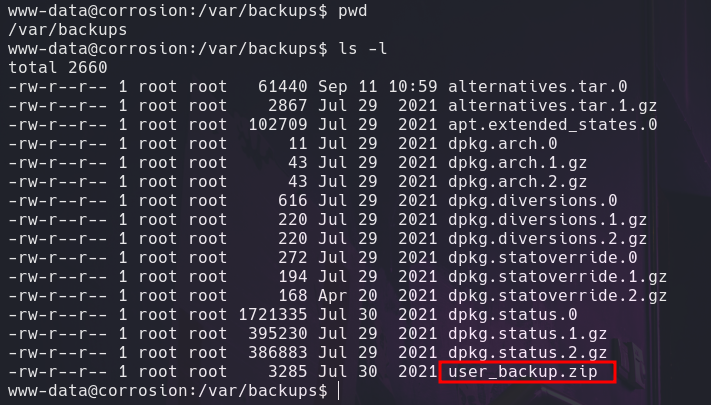 www-data@corrosion:/var/backups$ pwd
/var/backups
www-data@corrosion:/var/backups$ ls -l
total 2660
-rw-r--r-- 1 root root   61440 Sep 11 10:59 alternatives.tar.0
-rw-r--r-- 1 root root    2867 Jul 29  2021 alternatives.tar.1.gz
-rw-r--r-- 1 root root  102709 Jul 29  2021 apt.extended_states.0
-rw-r--r-- 1 root root      11 Jul 29  2021 dpkg.arch.0
-rw-r--r-- 1 root root      43 Jul 29  2021 dpkg.arch.1.gz
-rw-r--r-- 1 root root      43 Jul 29  2021 dpkg.arch.2.gz
-rw-r--r-- 1 root root     616 Jul 29  2021 dpkg.diversions.0
-rw-r--r-- 1 root root     220 Jul 29  2021 dpkg.diversions.1.gz
-rw-r--r-- 1 root root     220 Jul 29  2021 dpkg.diversions.2.gz
-rw-r--r-- 1 root root     272 Jul 29  2021 dpkg.statoverride.0
-rw-r--r-- 1 root root     194 Jul 29  2021 dpkg.statoverride.1.gz
-rw-r--r-- 1 root root     168 Apr 20  2021 dpkg.statoverride.2.gz
-rw-r--r-- 1 root root 1721335 Jul 30  2021 dpkg.status.0
-rw-r--r-- 1 root root  395230 Jul 29  2021 dpkg.status.1.gz
-rw-r--r-- 1 root root  386883 Jul 29  2021 dpkg.status.2.gz
-rw-r--r-- 1 root root    3285 Jul 30  2021 user_backup.zip
www-data@corrosion:/var/backups$